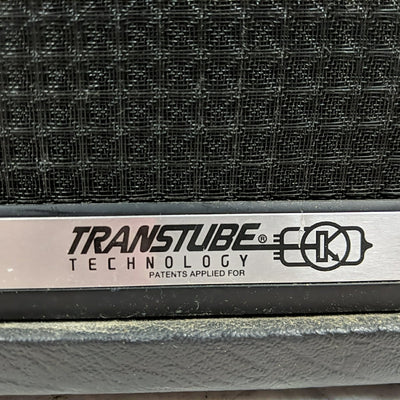 TRANSTUBE®
TECHNOLOGY
PATENTS APPLIED FOR
K